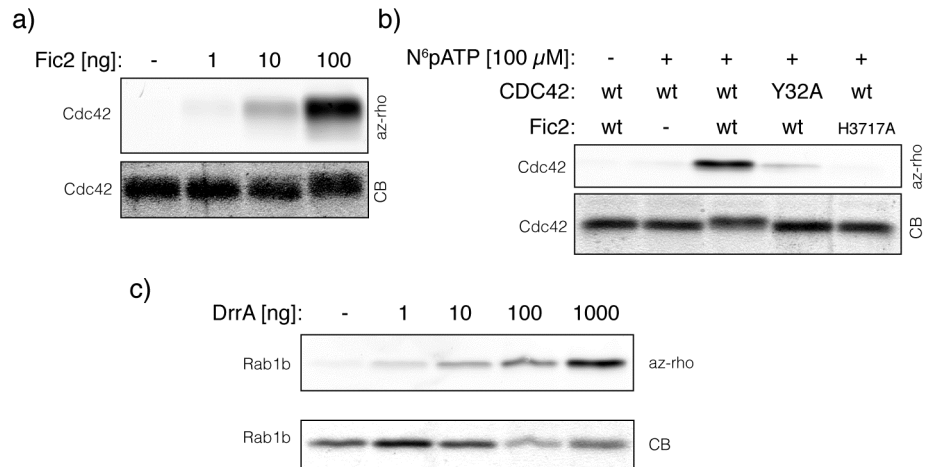 a)
Fic2 [ng]: - 1 10 100
Cdc42
az-rho
Cdc42
CB
b)
N⁶pATP [100 µM]: - + + + +
CDC42: wt wt wt Y32A wt
Fic2: wt - wt wt H3717A
Cdc42
az-rho
Cdc42
CB
c)
DrrA [ng]: - 1 10 100 1000
Rab1b az-rho
Rab1b CB